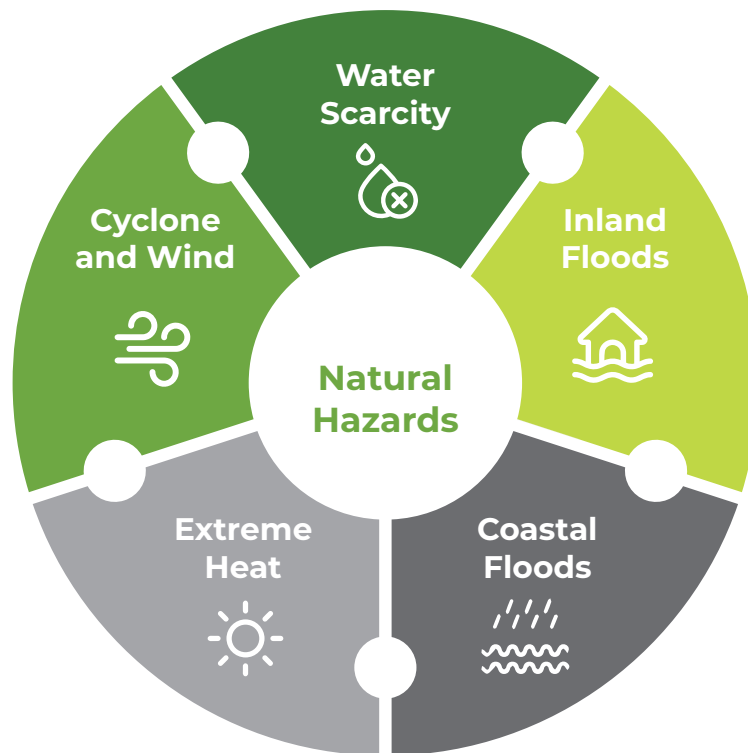 Water
Scarcity
Cyclone
and Wind
Inland
Floods
Natural
Hazards
Extreme
Heat
Coastal
Floods